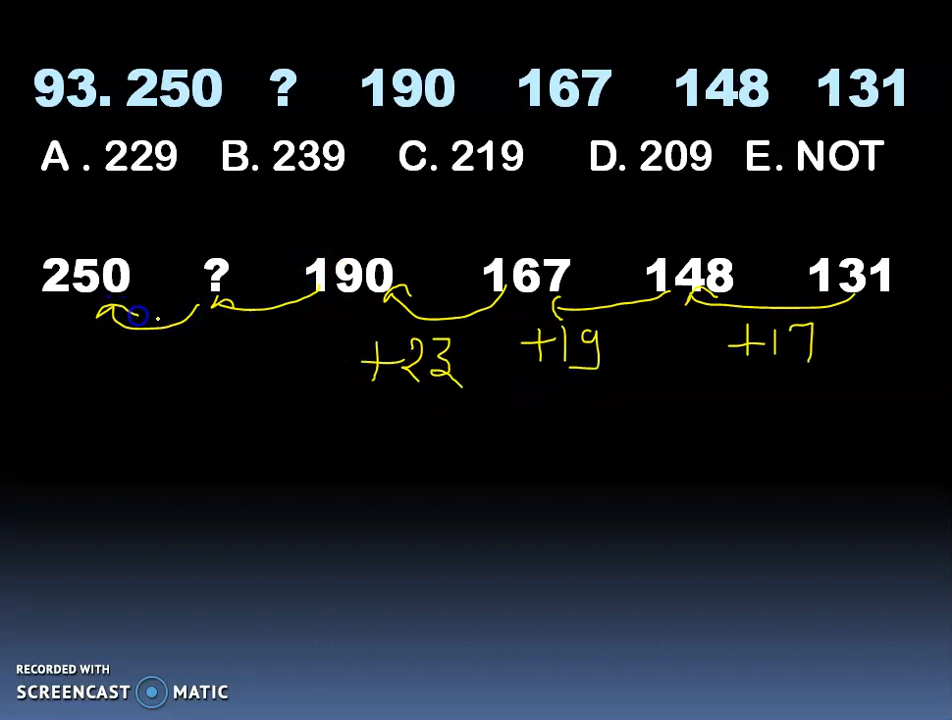 93. 250 ? 190 167 148 131
A . 229 B. 239 C. 219 D. 209 E. NOT
250 ? 190 167 148 131
+23 +19 +17
RECORDED WITH
SCREENCAST MATIC